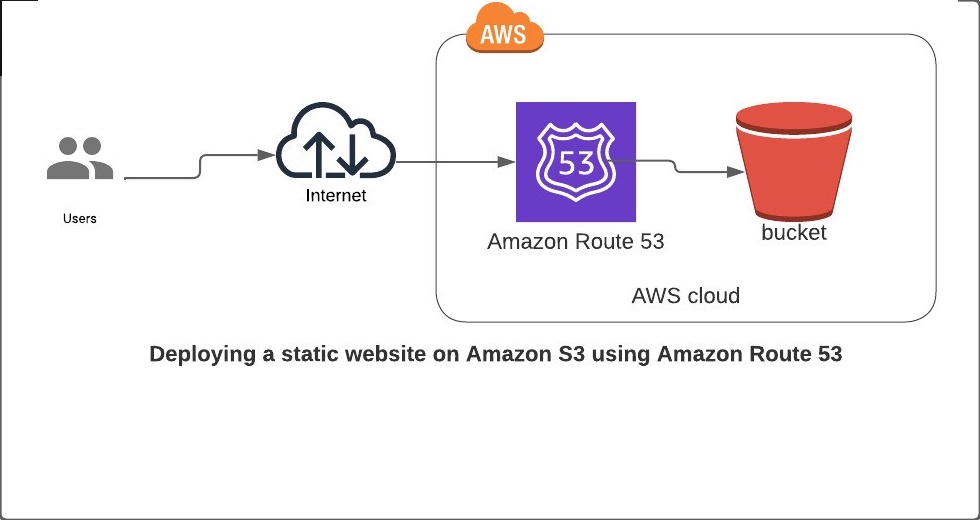 AWS
Users
Internet
53
Amazon Route 53
bucket
AWS cloud
Deploying a static website on Amazon S3 using Amazon Route 53